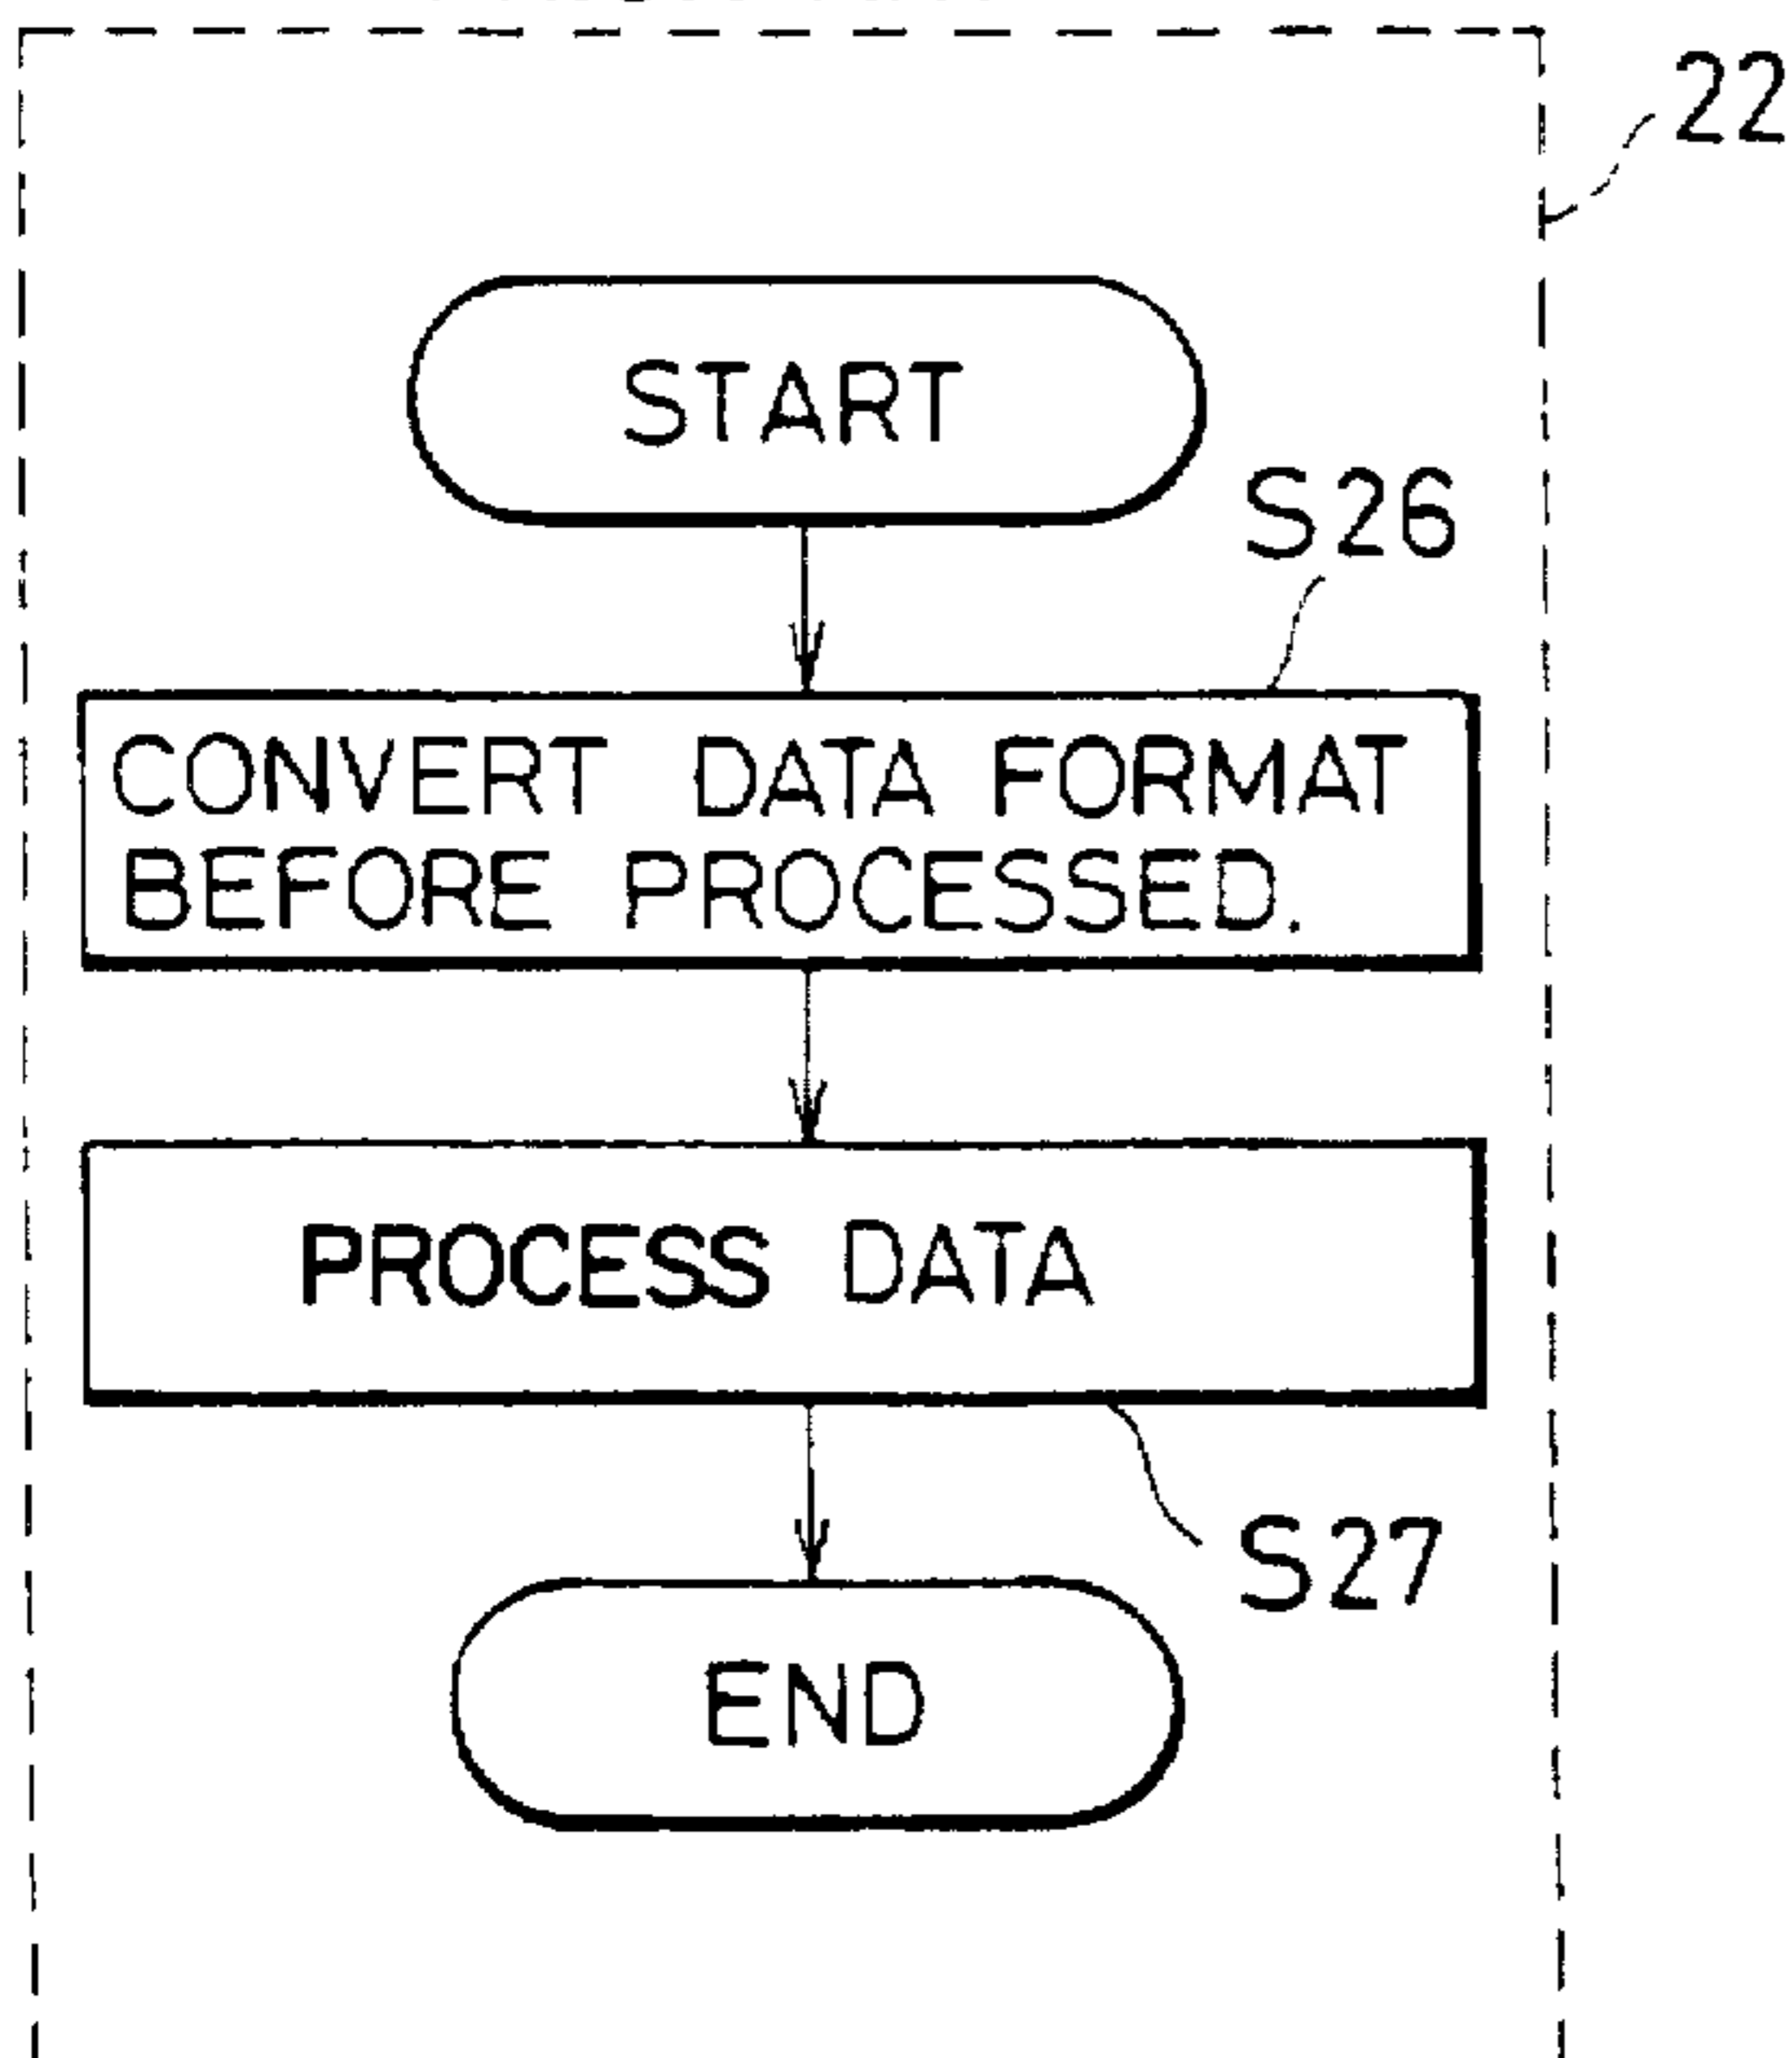 22
START
S26
CONVERT DATA FORMAT
BEFORE PROCESSED.
PROCESS DATA
S27
END